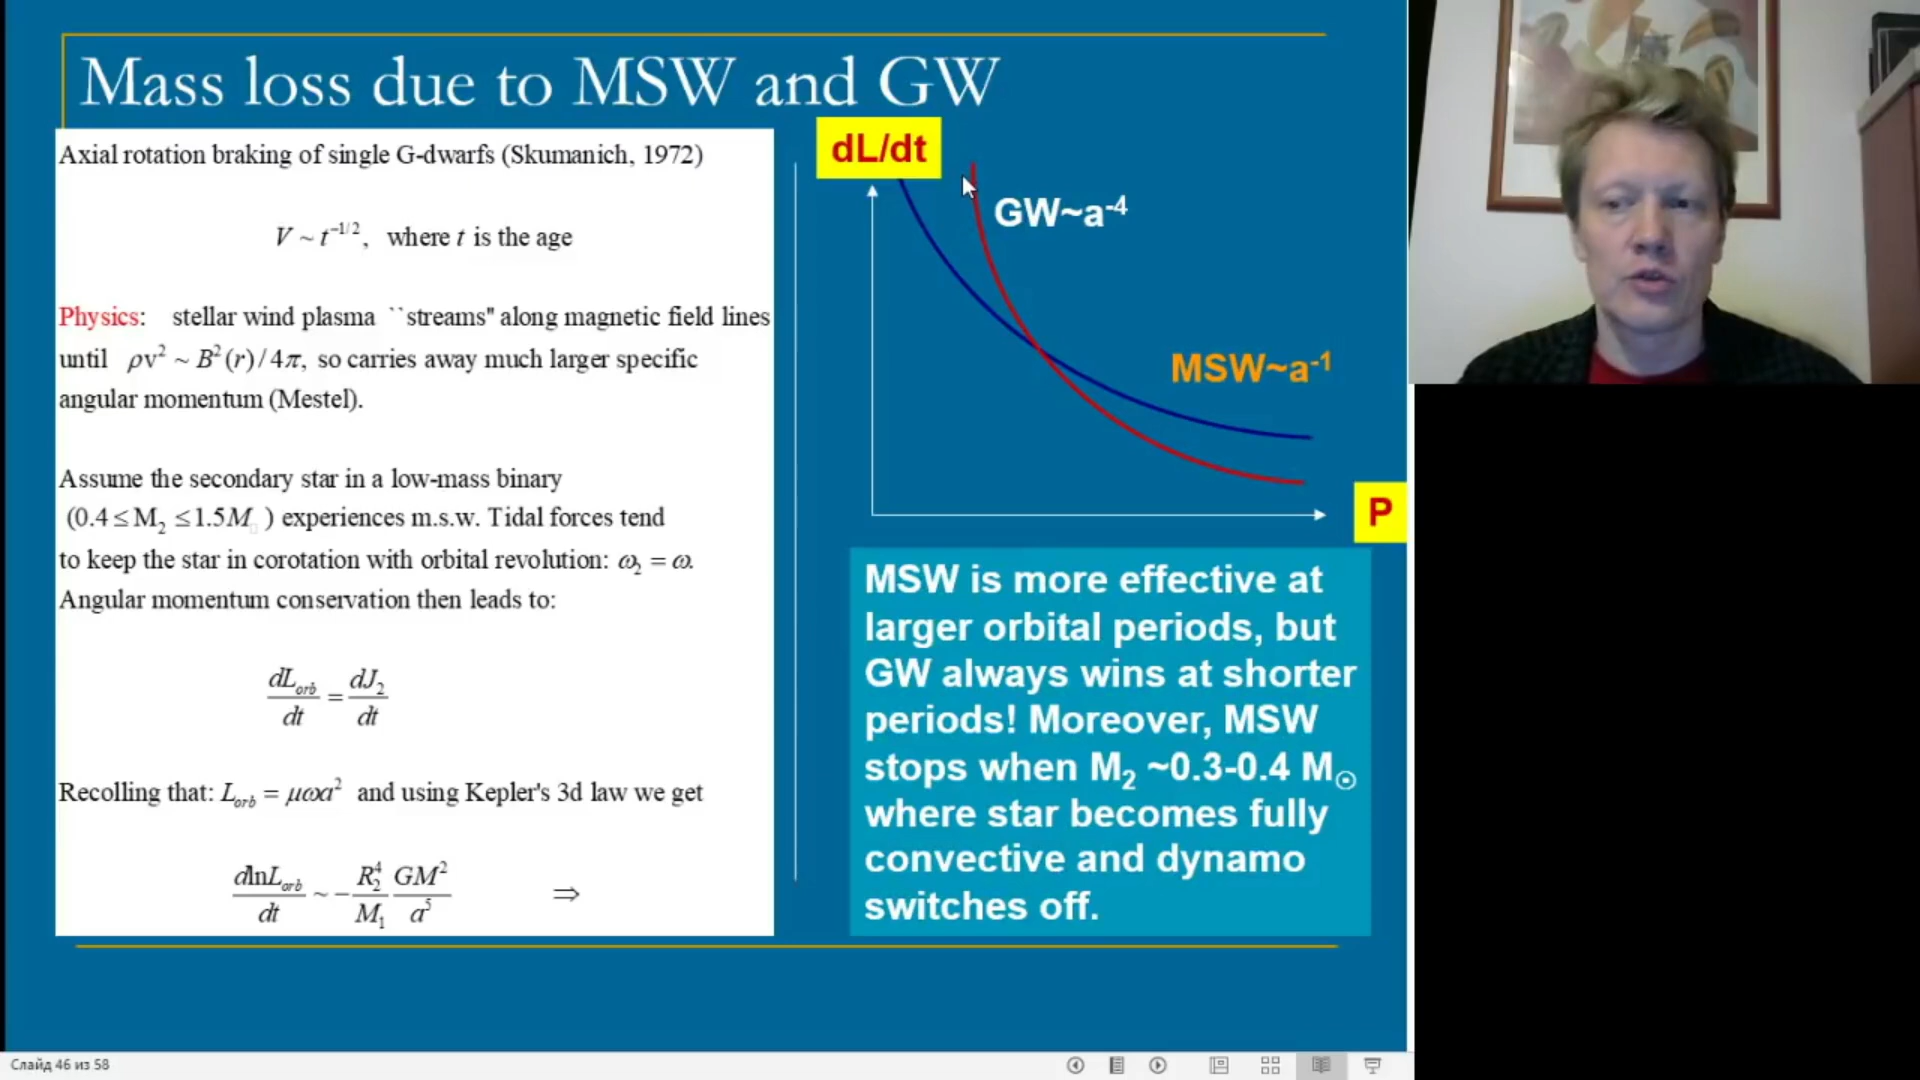 Mass loss due to MSW and GW
Axial rotation braking of single G-dwarfs (Skumanich, 1972)
V ~ t^{-1/2}, where t is the age
Physics: stellar wind plasma ``streams" along magnetic field lines
until ρv² ~ B²(r)/4π, so carries away much larger specific
angular momentum (Mestel).
Assume the secondary star in a low-mass binary
(0.4 ≤ M₂ ≤ 1.5M ) experiences m.s.w. Tidal forces tend
to keep the star in corotation with orbital revolution: ω₂ = ω.
Angular momentum conservation then leads to:
dL_{orb}/dt = dJ₂/dt
Recolling that: L_{orb} = μωa² and using Kepler's 3d law we get
dlnL_{orb}/dt ~ − R₂⁴/M₁ GM²/a⁵ ⇒
dL/dt
GW~a⁻⁴
MSW~a⁻¹
P
MSW is more effective at
larger orbital periods, but
GW always wins at shorter
periods! Moreover, MSW
stops when M₂ ~0.3-0.4 M⊙
where star becomes fully
convective and dynamo
switches off.
Слайд 46 из 58